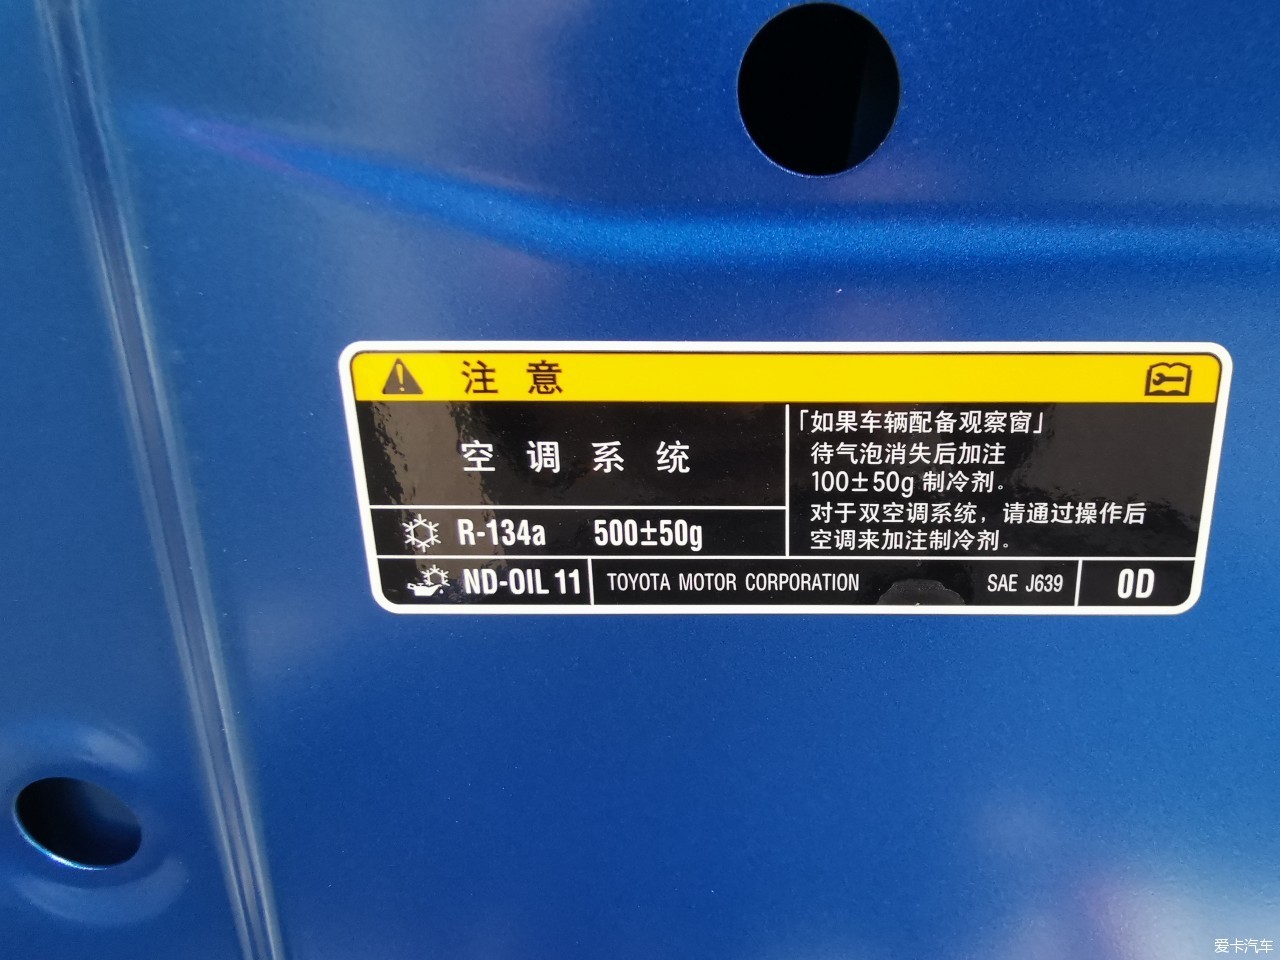 注意
空调系统
R-134a 500±50g
「如果车辆配备观察窗」
待气泡消失后加注
100±50g 制冷剂。
对于双空调系统，请通过操作后
空调来加注制冷剂。
ND-OIL 11
TOYOTA MOTOR CORPORATION
SAE J639
0D
爱卡汽车